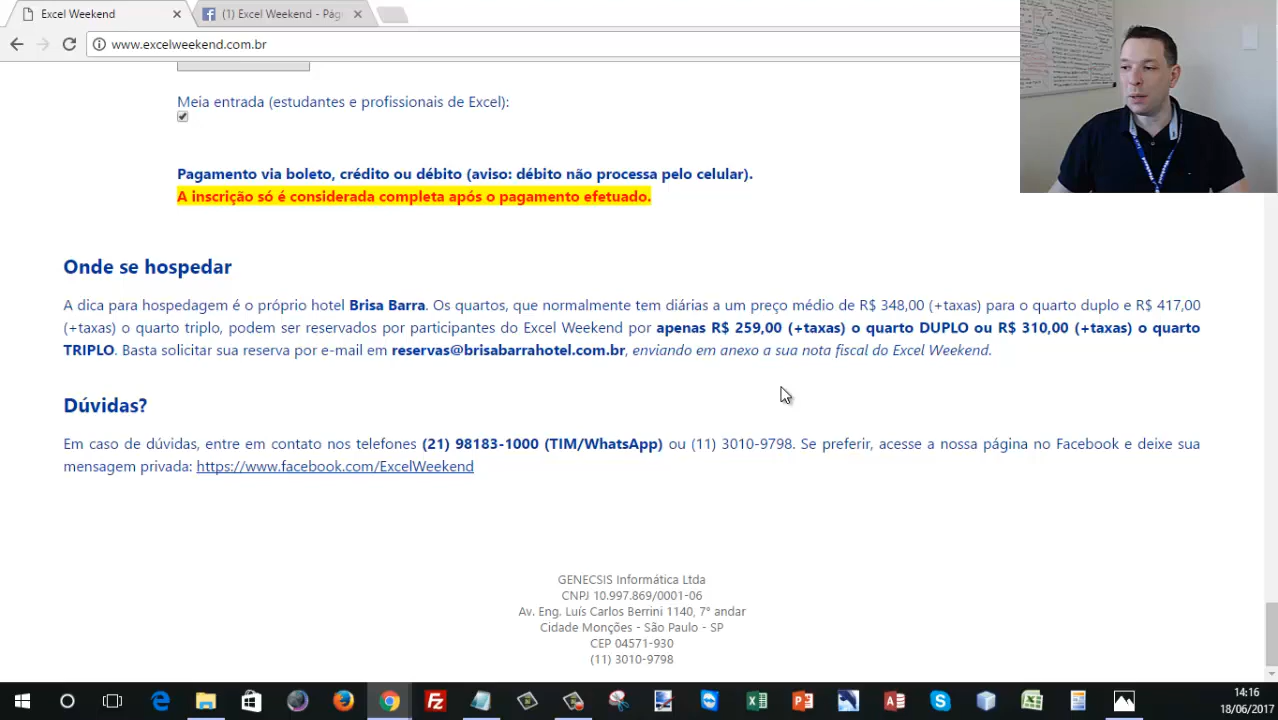 Excel Weekend
(1) Excel Weekend - Pág
www.excelweekend.com.br
Meia entrada (estudantes e profissionais de Excel):
Pagamento via boleto, crédito ou débito (aviso: débito não processa pelo celular).
A inscrição só é considerada completa após o pagamento efetuado.
Onde se hospedar
A dica para hospedagem é o próprio hotel Brisa Barra. Os quartos, que normalmente tem diárias a um preço médio de R$ 348,00 (+taxas) para o quarto duplo e R$ 417,00
(+taxas) o quarto triplo, podem ser reservados por participantes do Excel Weekend por apenas R$ 259,00 (+taxas) o quarto DUPLO ou R$ 310,00 (+taxas) o quarto
TRIPLO. Basta solicitar sua reserva por e-mail em reservas@brisabarrahotel.com.br, enviando em anexo a sua nota fiscal do Excel Weekend.
Dúvidas?
Em caso de dúvidas, entre em contato nos telefones (21) 98183-1000 (TIM/WhatsApp) ou (11) 3010-9798. Se preferir, acesse a nossa página no Facebook e deixe sua
mensagem privada: https://www.facebook.com/ExcelWeekend
GENECSIS Informática Ltda
CNPJ 10.997.869/0001-06
Av. Eng. Luís Carlos Berrini 1140, 7º andar
Cidade Monções - São Paulo - SP
CEP 04571-930
(11) 3010-9798
14:16
18/06/2017